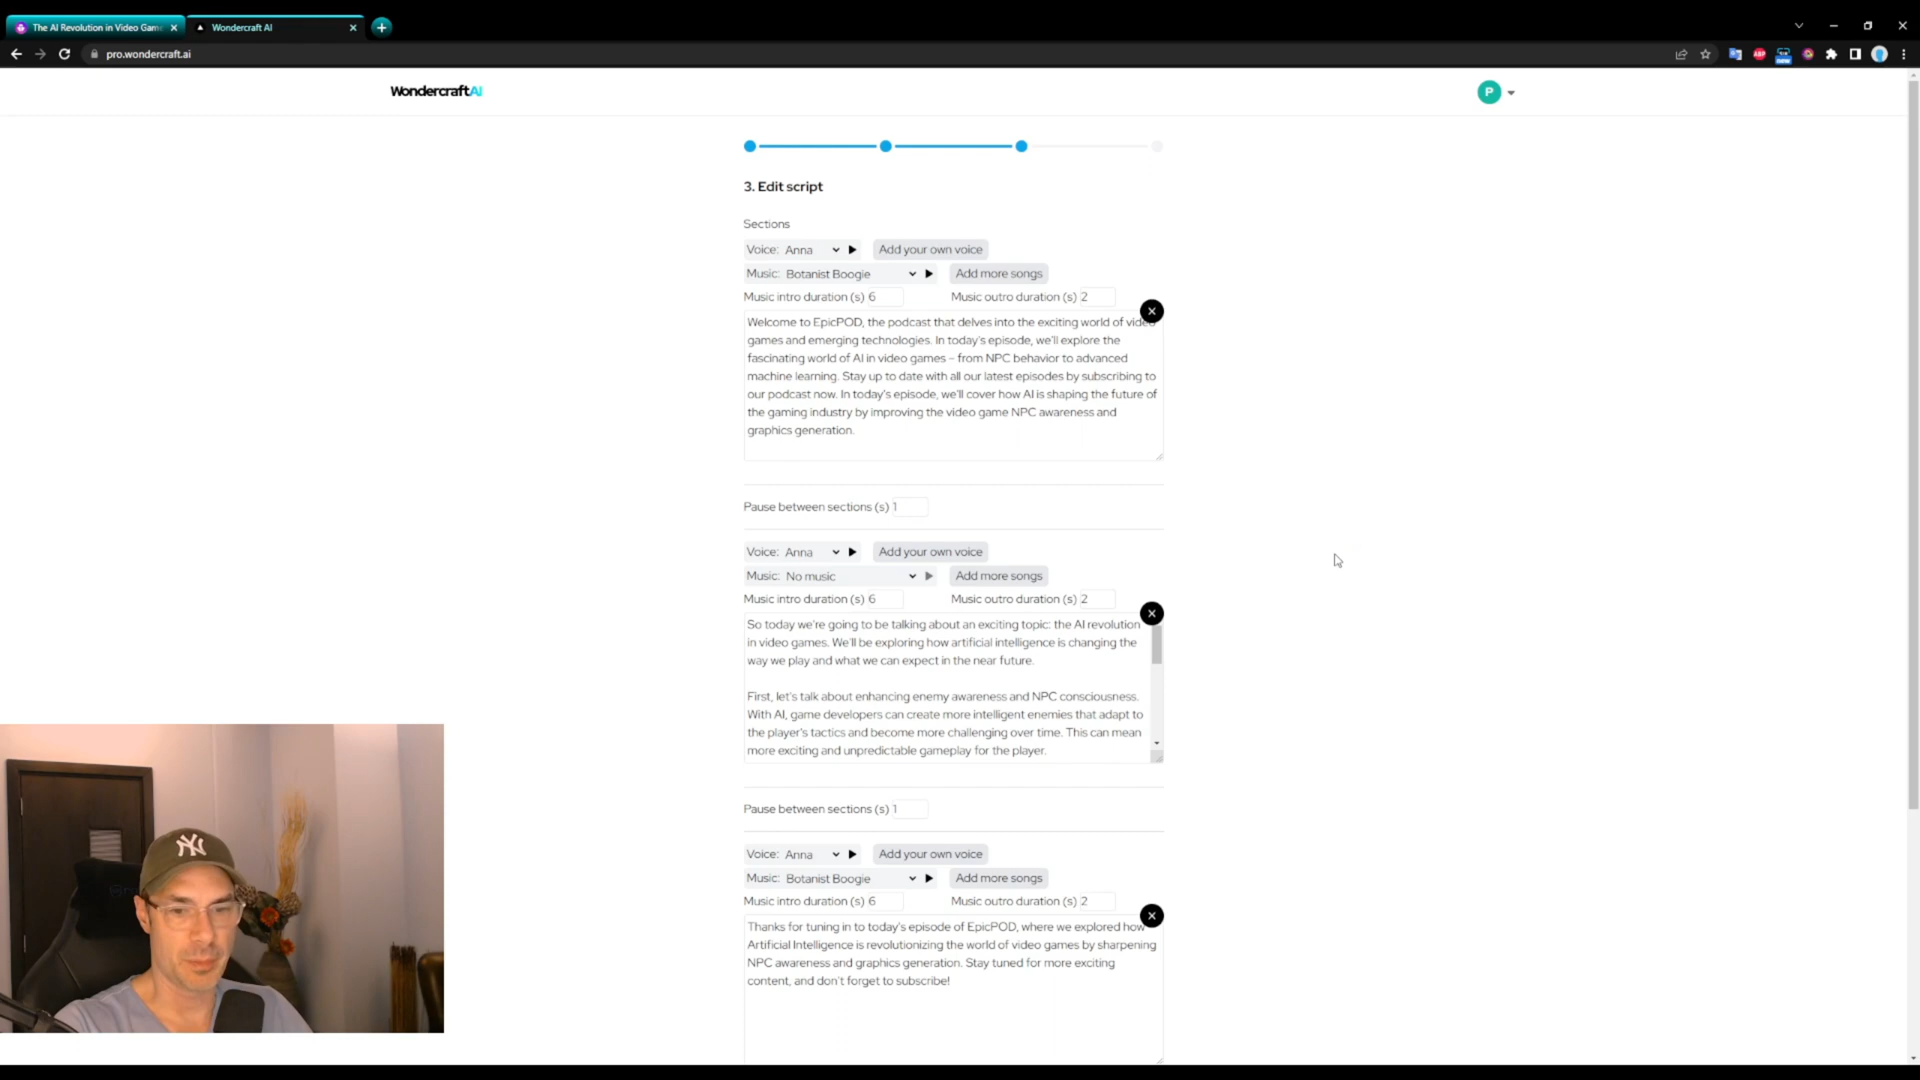 The AI Revolution in Video Gam
Wondercraft AI
pro.wondercraft.ai
ABP
new
WondercraftAI
P
3. Edit script
Sections
Voice: Anna Add your own voice
Music: Botanist Boogie Add more songs
Music intro duration (s) 6 Music outro duration (s) 2
Welcome to EpicPOD, the podcast that delves into the exciting world of video
games and emerging technologies. In today's episode, we'll explore the
fascinating world of AI in video games – from NPC behavior to advanced
machine learning. Stay up to date with all our latest episodes by subscribing to
our podcast now. In today's episode, we'll cover how AI is shaping the future of
the gaming industry by improving the video game NPC awareness and
graphics generation.
Pause between sections (s) 1
Voice: Anna Add your own voice
Music: No music Add more songs
Music intro duration (s) 6 Music outro duration (s) 2
So today we're going to be talking about an exciting topic: the AI revolution
in video games. We'll be exploring how artificial intelligence is changing the
way we play and what we can expect in the near future.
First, let's talk about enhancing enemy awareness and NPC consciousness.
With AI, game developers can create more intelligent enemies that adapt to
the player's tactics and become more challenging over time. This can mean
more exciting and unpredictable gameplay for the player.
Pause between sections (s) 1
Voice: Anna Add your own voice
Music: Botanist Boogie Add more songs
Music intro duration (s) 6 Music outro duration (s) 2
Thanks for tuning in to today's episode of EpicPOD, where we explored how
Artificial Intelligence is revolutionizing the world of video games by sharpening
NPC awareness and graphics generation. Stay tuned for more exciting
content, and don't forget to subscribe!
NY